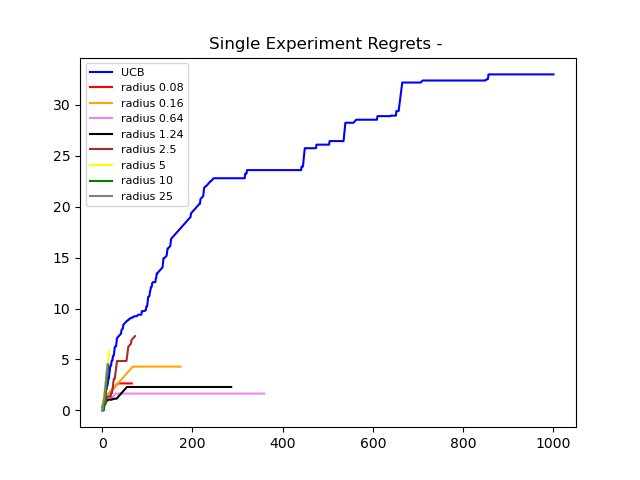 Single Experiment Regrets -
UCB
radius 0.08
radius 0.16
radius 0.64
radius 1.24
radius 2.5
radius 5
radius 10
radius 25
30
25
20
15
10
5
0
0 200 400 600 800 1000